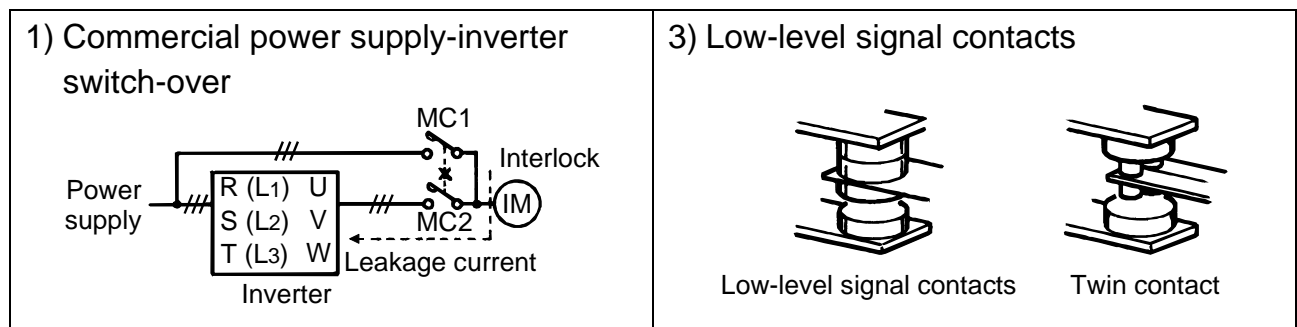 1) Commercial power supply-inverter
switch-over
MC1
Interlock
Power
supply
R (L1) U
S (L2) V
T (L3) W
MC2
IM
Leakage current
Inverter
3) Low-level signal contacts
Low-level signal contacts
Twin contact